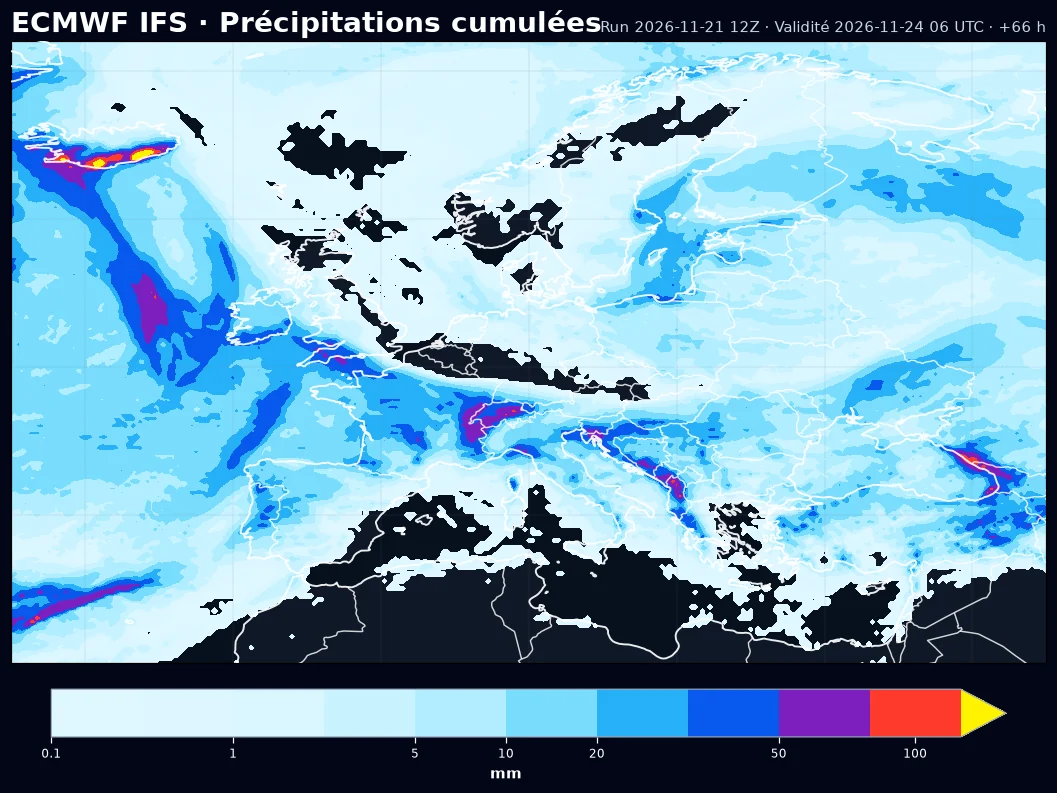 ECMWF IFS · Précipitations cumulées
Run 2026-11-21 12Z · Validité 2026-11-24 06 UTC · +66 h
0.1 1 5 10 20 50 100
mm